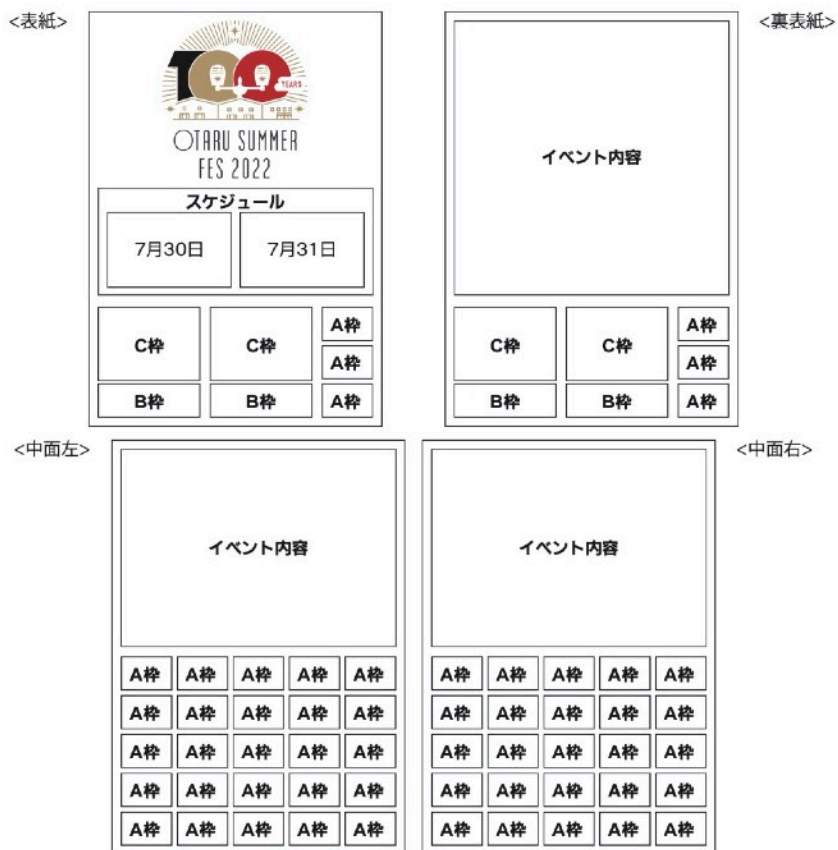 <表紙>
100
YEARS
OTARU SUMMER
FES 2022
スケジュール
7月30日
7月31日
C枠
C枠
A枠
A枠
B枠
B枠
A枠
<裏表紙>
イベント内容
C枠
C枠
A枠
A枠
B枠
B枠
A枠
<中面左>
イベント内容
A枠 A枠 A枠 A枠 A枠
A枠 A枠 A枠 A枠 A枠
A枠 A枠 A枠 A枠 A枠
A枠 A枠 A枠 A枠 A枠
A枠 A枠 A枠 A枠 A枠
<中面右>
イベント内容
A枠 A枠 A枠 A枠 A枠
A枠 A枠 A枠 A枠 A枠
A枠 A枠 A枠 A枠 A枠
A枠 A枠 A枠 A枠 A枠
A枠 A枠 A枠 A枠 A枠